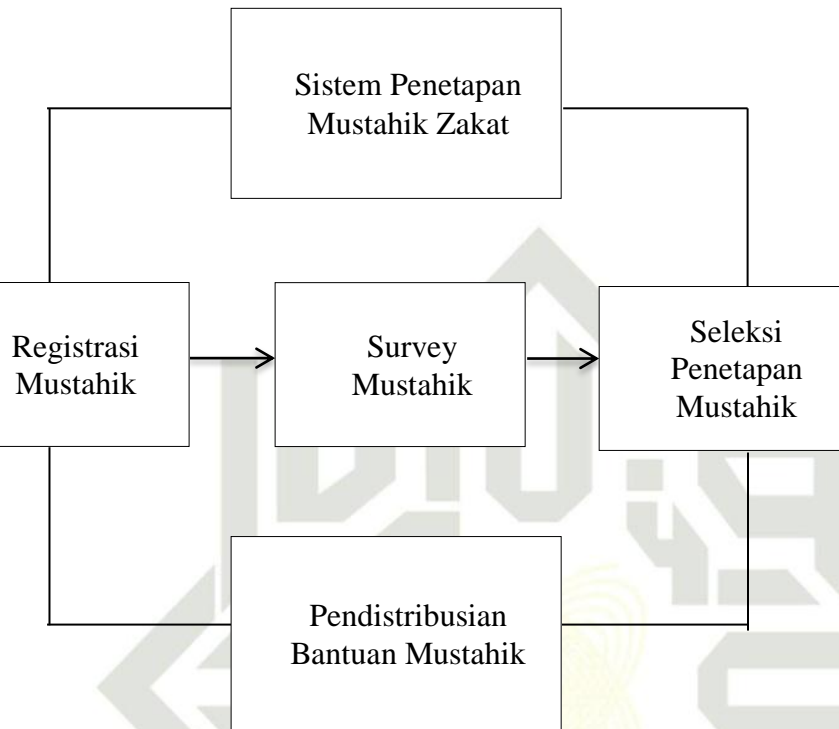 Sistem Penetapan
Mustahik Zakat
Registrasi
Mustahik
Survey
Mustahik
Seleksi
Penetapan
Mustahik
Pendistribusian
Bantuan Mustahik